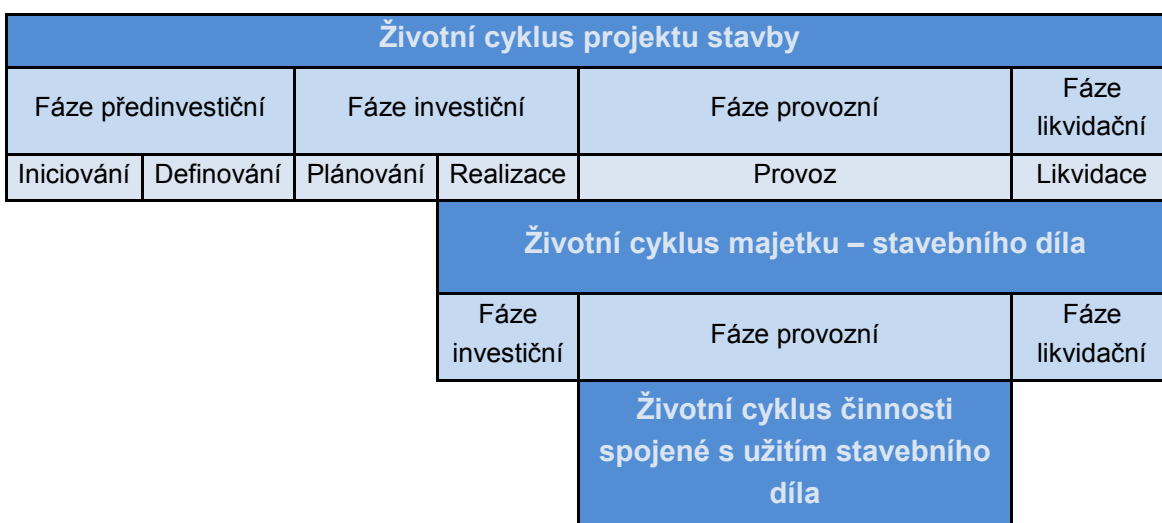 Životní cyklus projektu stavby
Fáze předinvestiční
Fáze investiční
Fáze provozní
Fáze
likvidační
Iniciování
Definování
Plánování
Realizace
Provoz
Likvidace
Životní cyklus majetku – stavebního díla
Fáze
investiční
Fáze provozní
Fáze
likvidační
Životní cyklus činnosti
spojené s užitím stavebního
díla